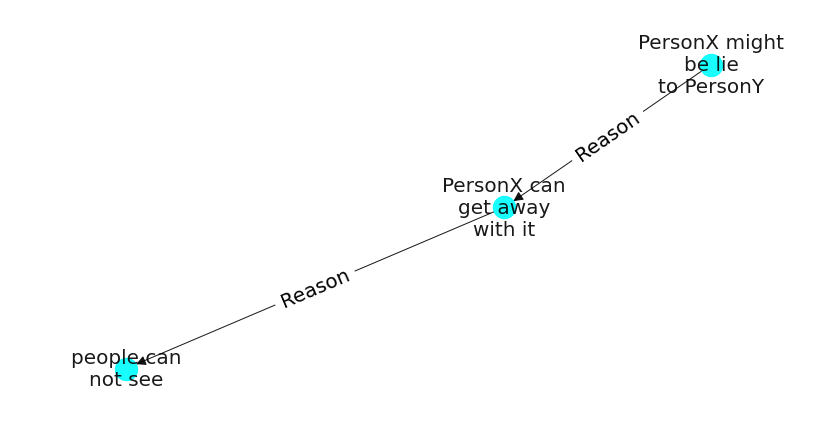 PersonX might
be lie
to PersonY
Reason
PersonX can
get away
with it
Reason
people can
not see